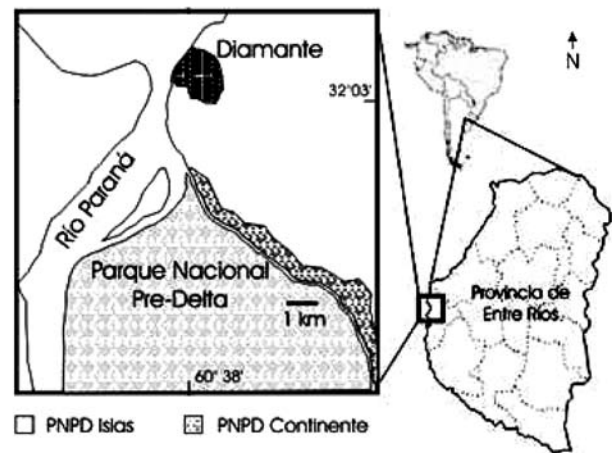 Diamante
32°03'
N
Río Paraná
Parque Nacional
Pre-Delta
1 km
Provincia de
Entre Ríos
60° 38'
PNPD Islas
PNPD Continente